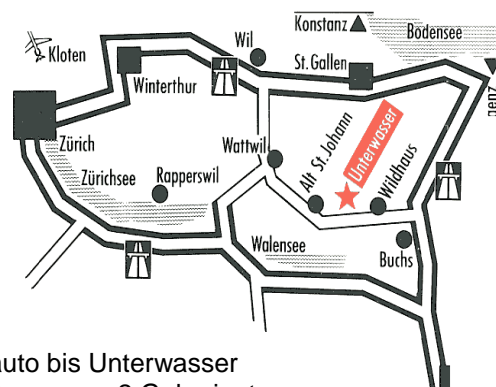 Konstanz
Bodensee
Kloten
Wil
St. Gallen
Winterthur
Zürich
Wattwil
Alt St. Johann
Unterwasser
Wildhaus
Zürichsee
Rapperswil
Walensee
Buchs
auto bis Unterwasser